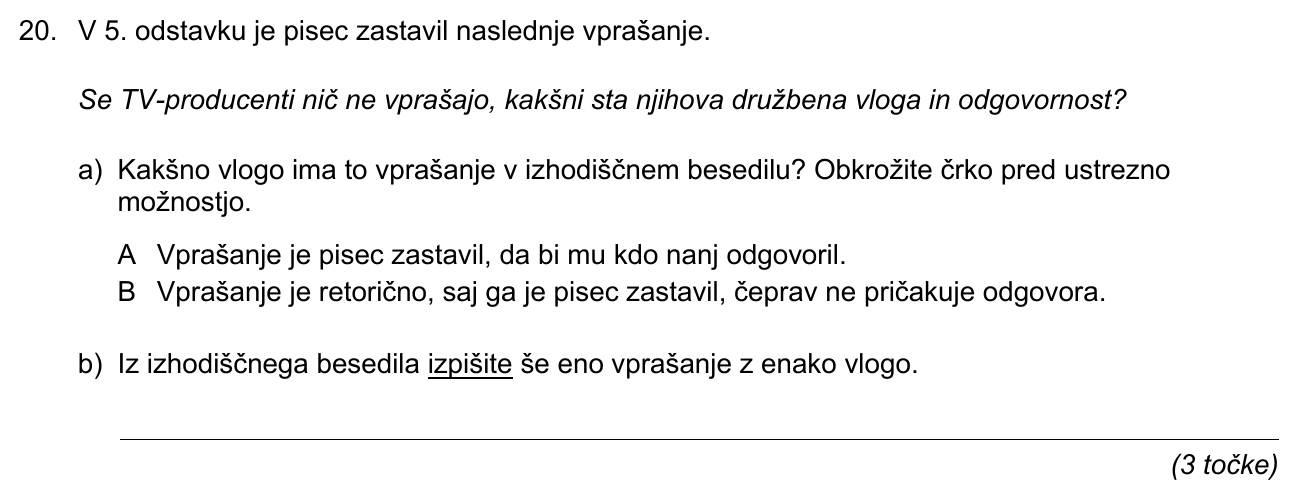 20. V 5. odstavku je pisec zastavil naslednje vprašanje.
Se TV-producenti nič ne vprašajo, kakšni sta njihova družbena vloga in odgovornost?
a) Kakšno vlogo ima to vprašanje v izhodiščnem besedilu? Obkrožite črko pred ustrezno
možnostjo.
A Vprašanje je pisec zastavil, da bi mu kdo nanj odgovoril.
B Vprašanje je retorično, saj ga je pisec zastavil, čeprav ne pričakuje odgovora.
b) Iz izhodiščnega besedila izpišite še eno vprašanje z enako vlogo.
(3 točke)